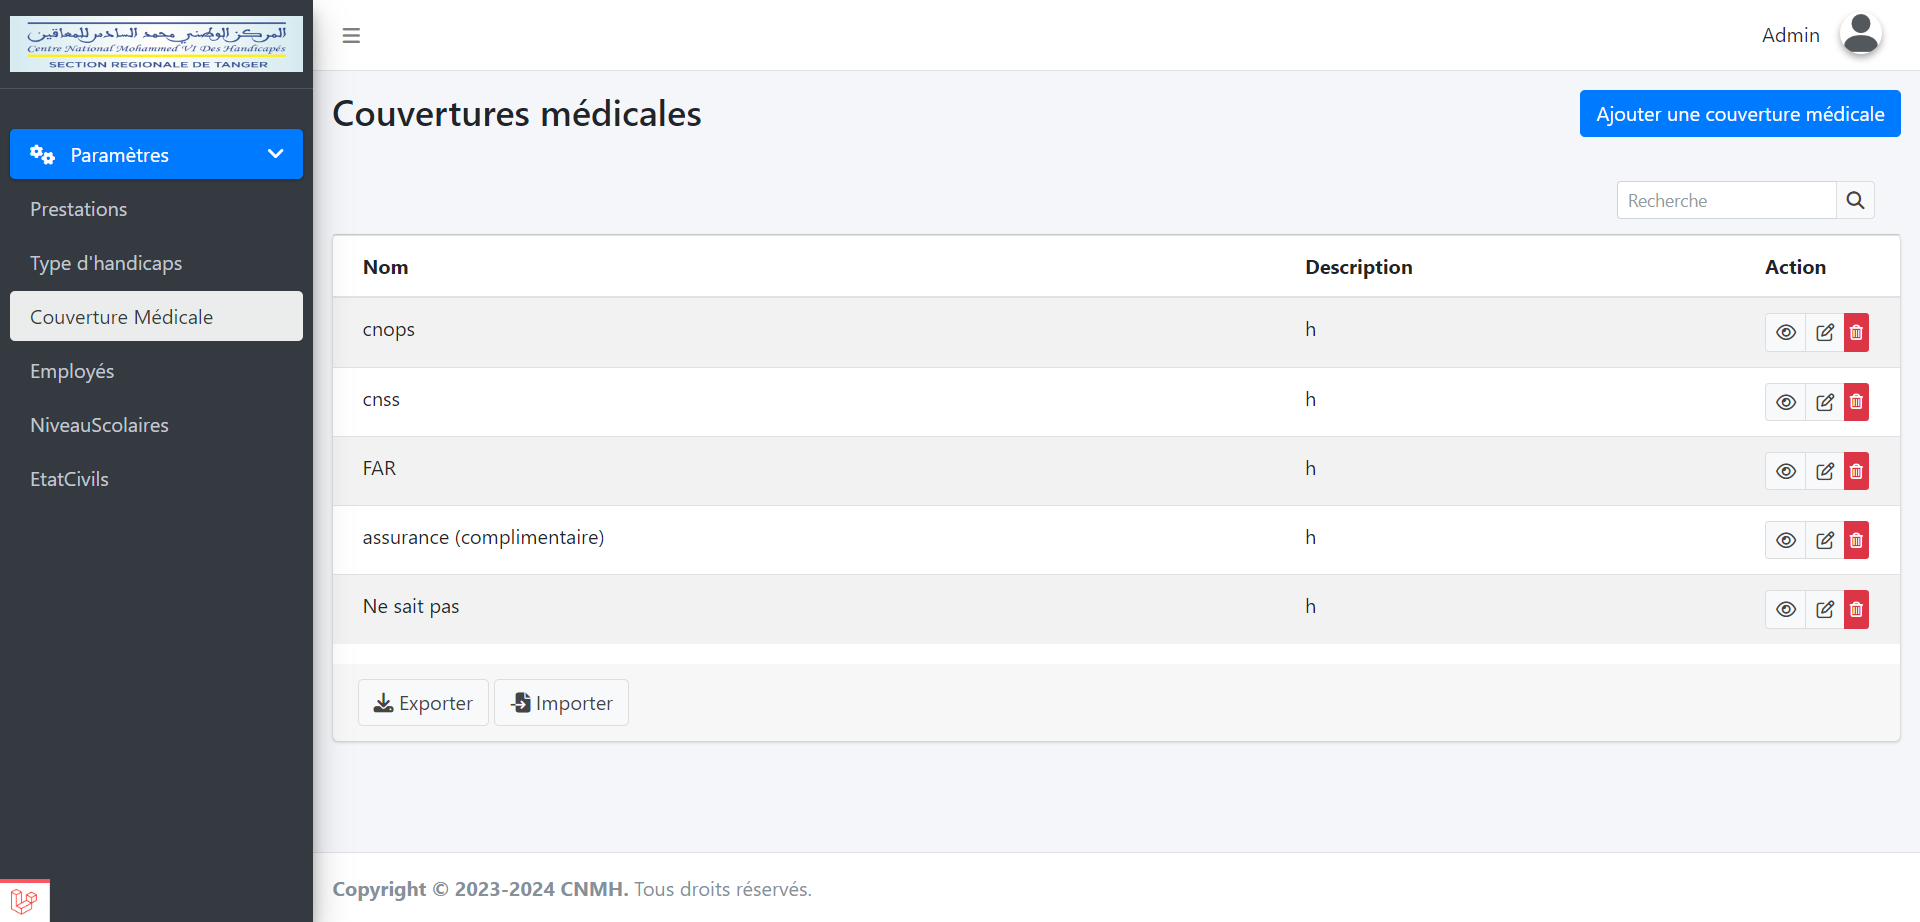 المركز الوطني محمد السادس للمعاقين
Centre National Mohammed VI Des Handicapés
SECTION REGIONALE DE TANGER
Admin
Paramètres
Prestations
Type d'handicaps
Couverture Médicale
Employés
NiveauScolaires
EtatCivils
Couvertures médicales
Ajouter une couverture médicale
Recherche
Nom Description Action
cnops h
cnss h
FAR h
assurance (complimentaire) h
Ne sait pas h
Exporter Importer
Copyright © 2023-2024 CNMH. Tous droits réservés.